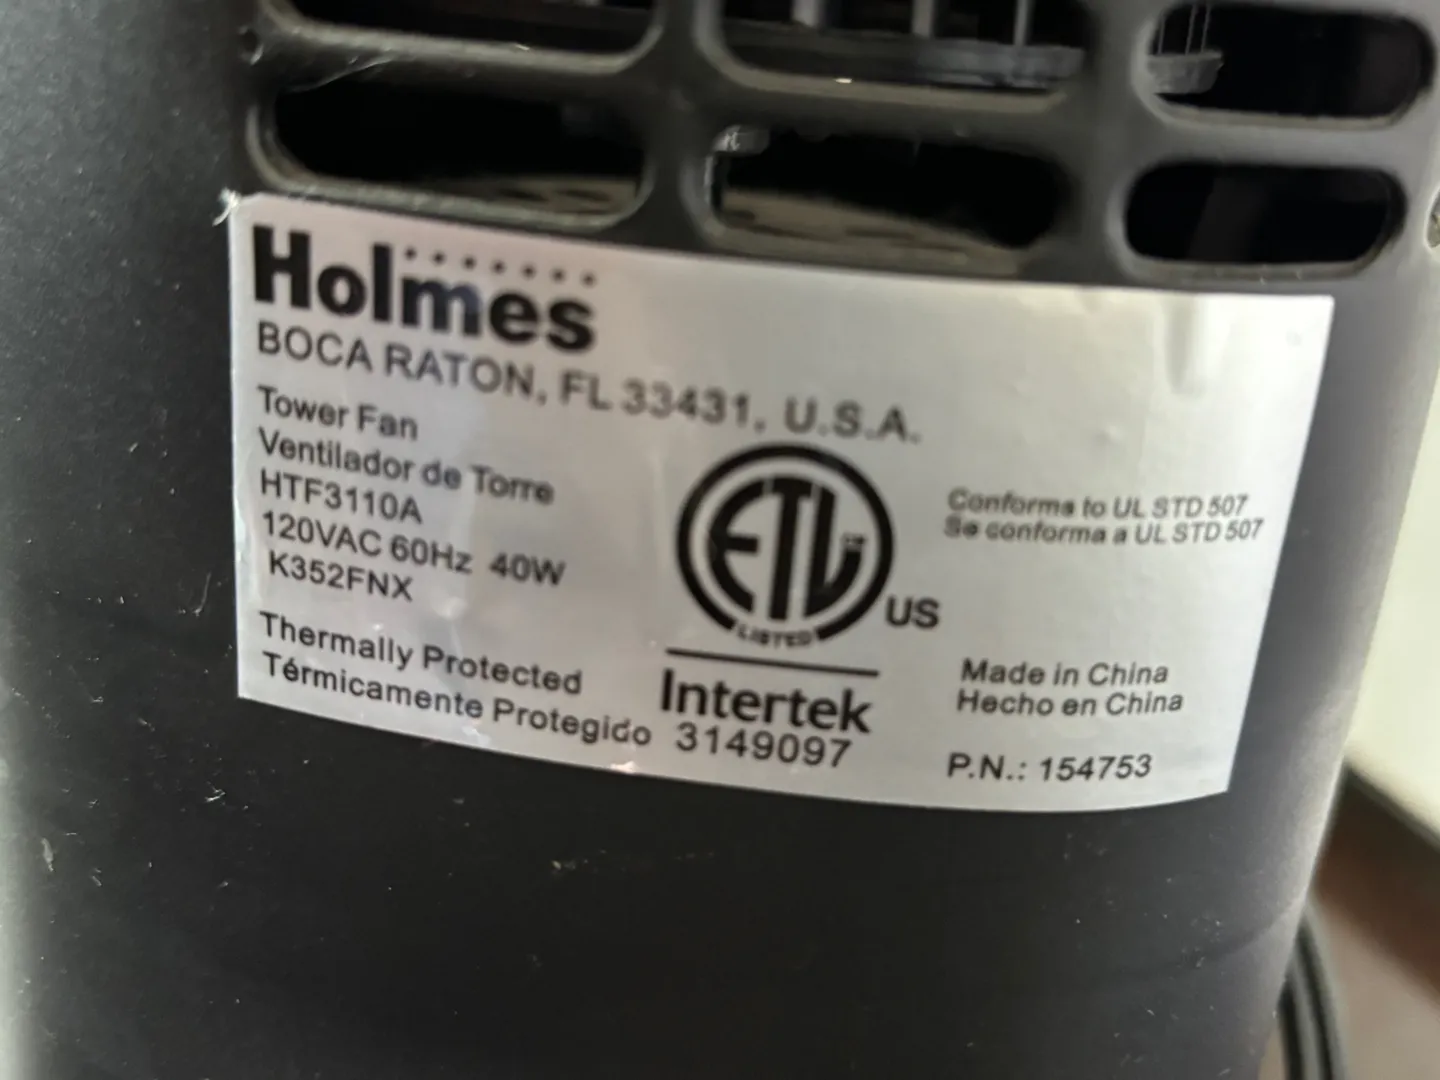 Holmes
BOCA RATON, FL 33431, U.S.A.
Tower Fan
Ventilador de Torre
HTF3110A
120VAC 60Hz 40W
K352FNX
Thermally Protected
Térmicamente Protegido
ETL
LISTED
US
Intertek
3149097
Conforms to UL STD 507
Se conforma a UL STD 507
Made in China
Hecho en China
P.N.: 154753